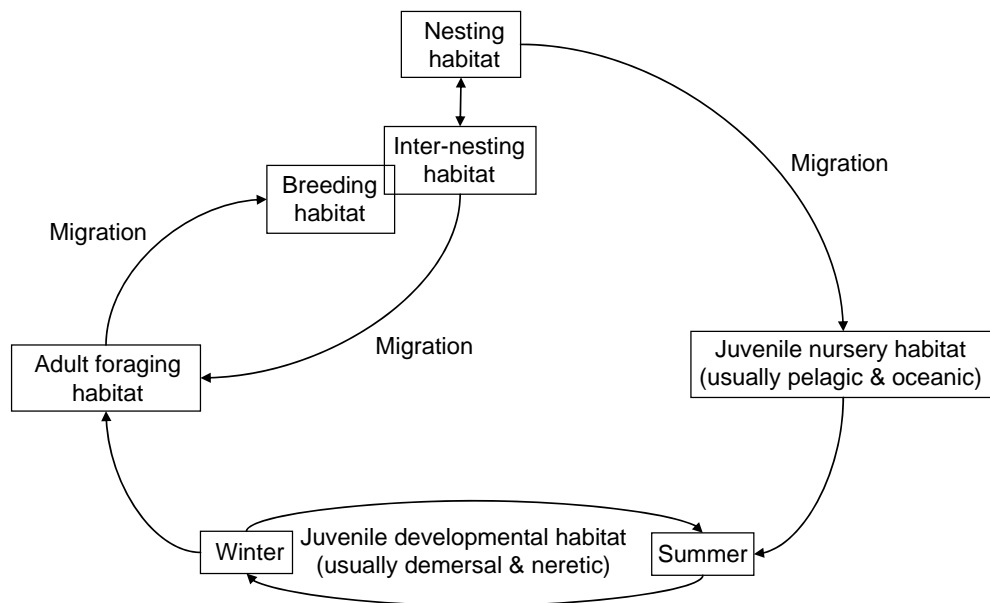 Nesting
habitat
Inter-nesting
habitat
Migration
Breeding
habitat
Migration
Migration
Adult foraging
habitat
Juvenile nursery habitat
(usually pelagic & oceanic)
Winter
Juvenile developmental habitat
(usually demersal & neretic)
Summer